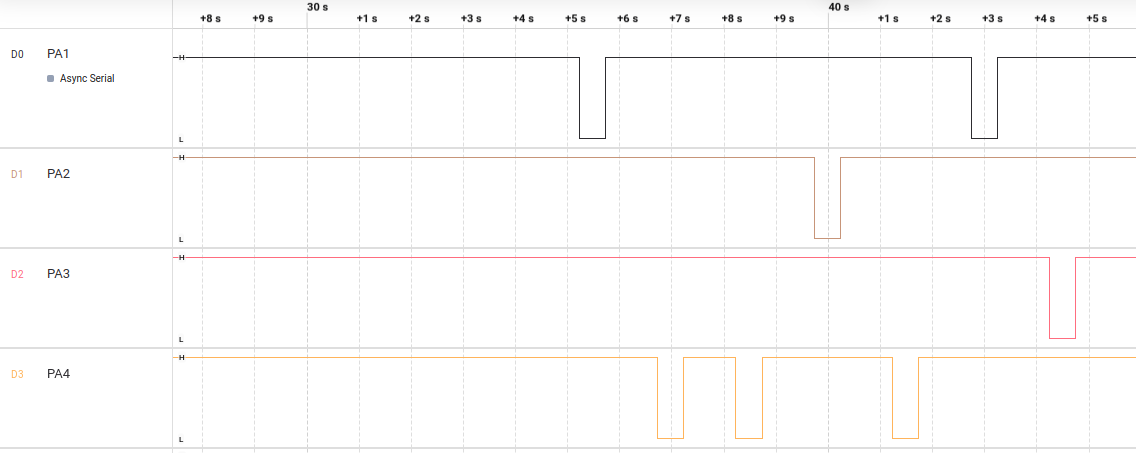 30 s 40 s
+8 s +9 s +1 s +2 s +3 s +4 s +5 s +6 s +7 s +8 s +9 s +1 s +2 s +3 s +4 s +5 s
D0 PA1 H
Async Serial
L
H
D1 PA2
L
H
D2 PA3
L
H
D3 PA4
L